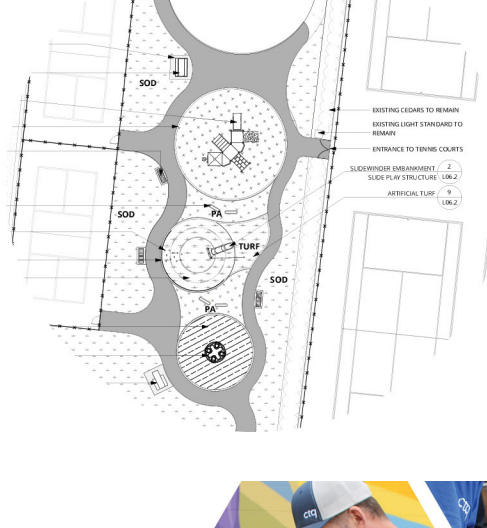 SOD
EXISTING CEDARS TO REMAIN
EXISTING LIGHT STANDARD TO
REMAIN
ENTRANCE TO TENNIS COURTS
SLIDEWINDER EMBANKMENT 2
SLIDE PLAY STRUCTURE L06.2
ARTIFICIAL TURF 9
L06.2
SOD
PA
TURF
SOD
PA
ctq